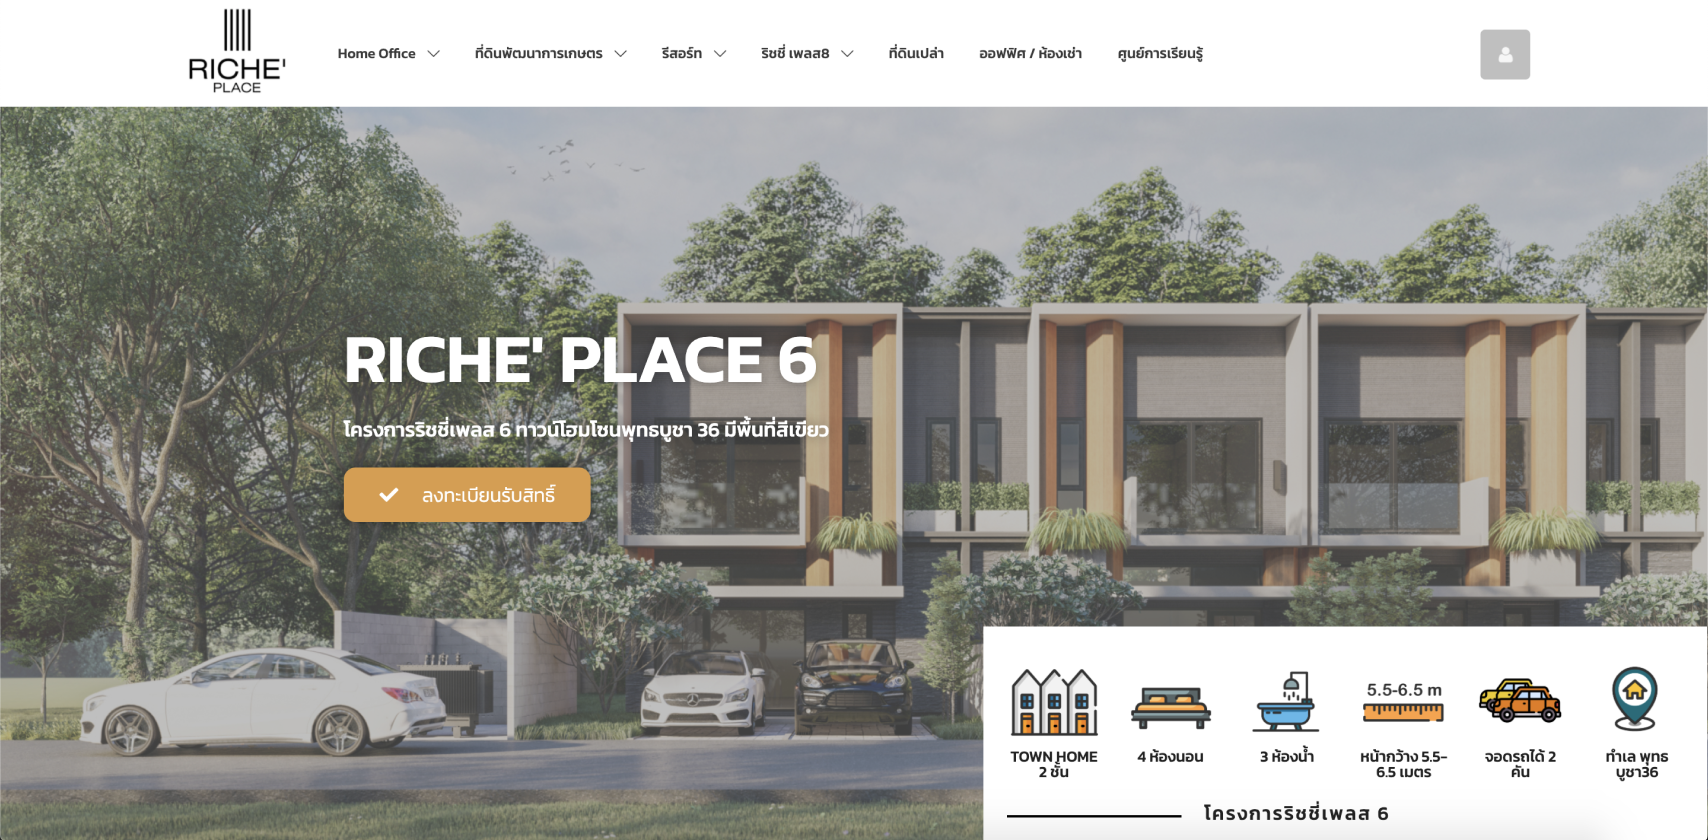 RICHE'
PLACE
Home Office
ที่ดินพัฒนาการเกษตร
รีสอร์ท
ริชชี่ เพลส8
ที่ดินเปล่า
ออฟฟิศ / ห้องเช่า
ศูนย์การเรียนรู้
RICHE' PLACE 6
โครงการริชชี่เพลส 6 ทาวน์โฮมโซนพุทธบูชา 36 มีพื้นที่สีเขียว
ลงทะเบียนรับสิทธิ์
5.5-6.5 m
TOWN HOME
2 ชั้น
4 ห้องนอน
3 ห้องน้ำ
หน้ากว้าง 5.5-
6.5 เมตร
จอดรถได้ 2
คัน
ทำเล พุทธ
บูชา36
โครงการริชชี่เพลส 6